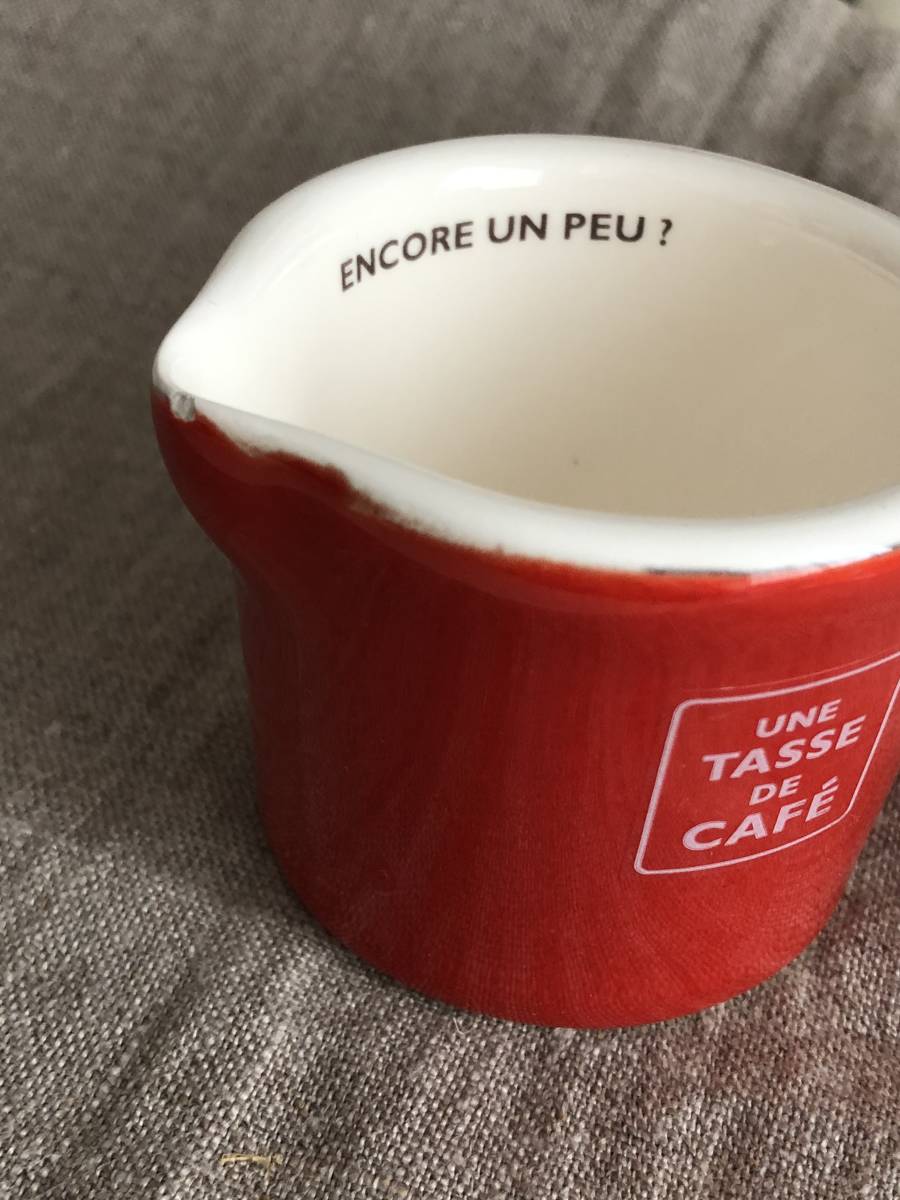 ENCORE UN PEU ?
UNE
TASSE
DE
CAFÉ